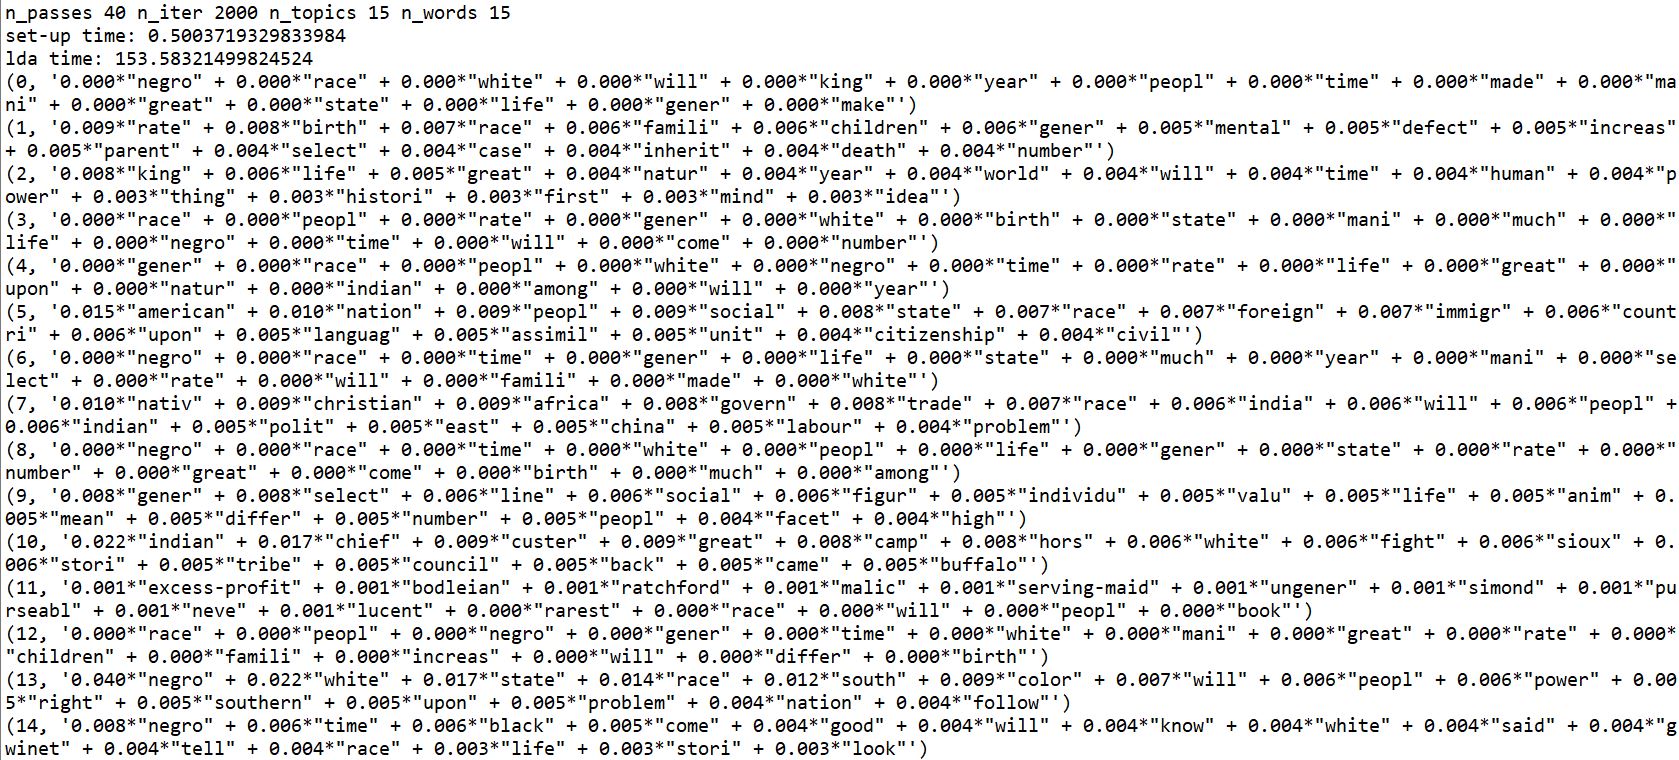 n_passes 40 n_iter 2000 n_topics 15 n_words 15
set-up time: 0.5003719329833984
lda time: 153.58321499824524
(0, '0.000*"negro" + 0.000*"race" + 0.000*"white" + 0.000*"will" + 0.000*"king" + 0.000*"year" + 0.000*"peopl" + 0.000*"time" + 0.000*"made" + 0.000*"ma
ni" + 0.000*"great" + 0.000*"state" + 0.000*"life" + 0.000*"gener" + 0.000*"make"')
(1, '0.009*"rate" + 0.008*"birth" + 0.007*"race" + 0.006*"famili" + 0.006*"children" + 0.006*"gener" + 0.005*"mental" + 0.005*"defect" + 0.005*"increas"
+ 0.005*"parent" + 0.004*"select" + 0.004*"case" + 0.004*"inherit" + 0.004*"death" + 0.004*"number"')
(2, '0.008*"king" + 0.006*"life" + 0.005*"great" + 0.004*"natur" + 0.004*"year" + 0.004*"world" + 0.004*"will" + 0.004*"time" + 0.004*"human" + 0.004*"p
ower" + 0.003*"thing" + 0.003*"histori" + 0.003*"first" + 0.003*"mind" + 0.003*"idea"')
(3, '0.000*"race" + 0.000*"peopl" + 0.000*"rate" + 0.000*"gener" + 0.000*"white" + 0.000*"birth" + 0.000*"state" + 0.000*"mani" + 0.000*"much" + 0.000*"
life" + 0.000*"negro" + 0.000*"time" + 0.000*"will" + 0.000*"come" + 0.000*"number"')
(4, '0.000*"gener" + 0.000*"race" + 0.000*"peopl" + 0.000*"white" + 0.000*"negro" + 0.000*"time" + 0.000*"rate" + 0.000*"life" + 0.000*"great" + 0.000*"
upon" + 0.000*"natur" + 0.000*"indian" + 0.000*"among" + 0.000*"will" + 0.000*"year"')
(5, '0.015*"american" + 0.010*"nation" + 0.009*"peopl" + 0.009*"social" + 0.008*"state" + 0.007*"race" + 0.007*"foreign" + 0.007*"immigr" + 0.006*"count
ri" + 0.006*"upon" + 0.005*"languag" + 0.005*"assimil" + 0.005*"unit" + 0.004*"citizenship" + 0.004*"civil"')
(6, '0.000*"negro" + 0.000*"race" + 0.000*"time" + 0.000*"gener" + 0.000*"life" + 0.000*"state" + 0.000*"much" + 0.000*"year" + 0.000*"mani" + 0.000*"se
lect" + 0.000*"rate" + 0.000*"will" + 0.000*"famili" + 0.000*"made" + 0.000*"white"')
(7, '0.010*"nativ" + 0.009*"christian" + 0.009*"africa" + 0.008*"govern" + 0.008*"trade" + 0.007*"race" + 0.006*"india" + 0.006*"will" + 0.006*"peopl" +
0.006*"indian" + 0.005*"polit" + 0.005*"east" + 0.005*"china" + 0.005*"labour" + 0.004*"problem"')
(8, '0.000*"negro" + 0.000*"race" + 0.000*"time" + 0.000*"white" + 0.000*"peopl" + 0.000*"life" + 0.000*"gener" + 0.000*"state" + 0.000*"rate" + 0.000*"
number" + 0.000*"great" + 0.000*"come" + 0.000*"birth" + 0.000*"much" + 0.000*"among"')
(9, '0.008*"gener" + 0.008*"select" + 0.006*"line" + 0.006*"social" + 0.006*"figur" + 0.005*"individu" + 0.005*"valu" + 0.005*"life" + 0.005*"anim" + 0.
005*"mean" + 0.005*"differ" + 0.005*"number" + 0.005*"peopl" + 0.004*"facet" + 0.004*"high"')
(10, '0.022*"indian" + 0.017*"chief" + 0.009*"custer" + 0.009*"great" + 0.008*"camp" + 0.008*"hors" + 0.006*"white" + 0.006*"fight" + 0.006*"sioux" + 0.
006*"stori" + 0.005*"tribe" + 0.005*"council" + 0.005*"back" + 0.005*"came" + 0.005*"buffalo"')
(11, '0.001*"excess-profit" + 0.001*"bodleian" + 0.001*"ratchford" + 0.001*"malic" + 0.001*"serving-maid" + 0.001*"ungener" + 0.001*"simond" + 0.001*"pu
rseabl" + 0.001*"neve" + 0.001*"lucent" + 0.000*"rarest" + 0.000*"race" + 0.000*"will" + 0.000*"peopl" + 0.000*"book"')
(12, '0.000*"race" + 0.000*"peopl" + 0.000*"negro" + 0.000*"gener" + 0.000*"time" + 0.000*"white" + 0.000*"mani" + 0.000*"great" + 0.000*"rate" + 0.000*
"children" + 0.000*"famili" + 0.000*"increas" + 0.000*"will" + 0.000*"differ" + 0.000*"birth"')
(13, '0.040*"negro" + 0.022*"white" + 0.017*"state" + 0.014*"race" + 0.012*"south" + 0.009*"color" + 0.007*"will" + 0.006*"peopl" + 0.006*"power" + 0.00
5*"right" + 0.005*"southern" + 0.005*"upon" + 0.005*"problem" + 0.004*"nation" + 0.004*"follow"')
(14, '0.008*"negro" + 0.006*"time" + 0.006*"black" + 0.005*"come" + 0.004*"good" + 0.004*"will" + 0.004*"know" + 0.004*"white" + 0.004*"said" + 0.004*"g
winet" + 0.004*"tell" + 0.004*"race" + 0.003*"life" + 0.003*"stori" + 0.003*"look"')